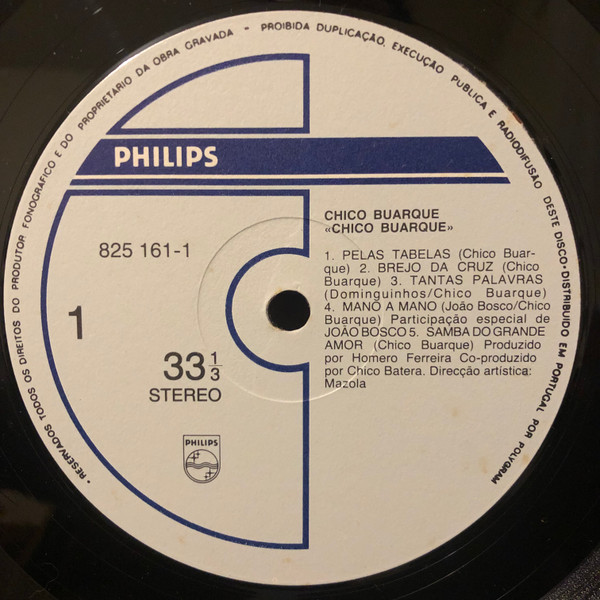 • RESERVADOS TODOS OS DIREITOS DO PRODUTOR FONOGRÁFICO E DO PROPRIETÁRIO DA OBRA GRAVADA - PROIBIDA DUPLICAÇÃO, EXECUÇÃO PUBLICA E RADIODIFUSÃO DESTE DISCO • DISTRIBUIDO EM PORTUGAL POR POLYGRAM
PHILIPS
CHICO BUARQUE
«CHICO BUARQUE»
825 161-1
1. PELAS TABELAS (Chico Buar-
que) 2. BREJO DA CRUZ (Chico
Buarque) 3. TANTAS PALAVRAS
(Dominguinhos/Chico Buarque)
4. MANO A MANO (João Bosco/Chico
Buarque) Participação especial de
JOÃO BOSCO 5. SAMBA DO GRANDE
AMOR (Chico Buarque) Produzido
por Homero Ferreira Co-produzido
por Chico Batera. Direcção artística:
Mazola
1
33 1/3
STEREO
PHILIPS